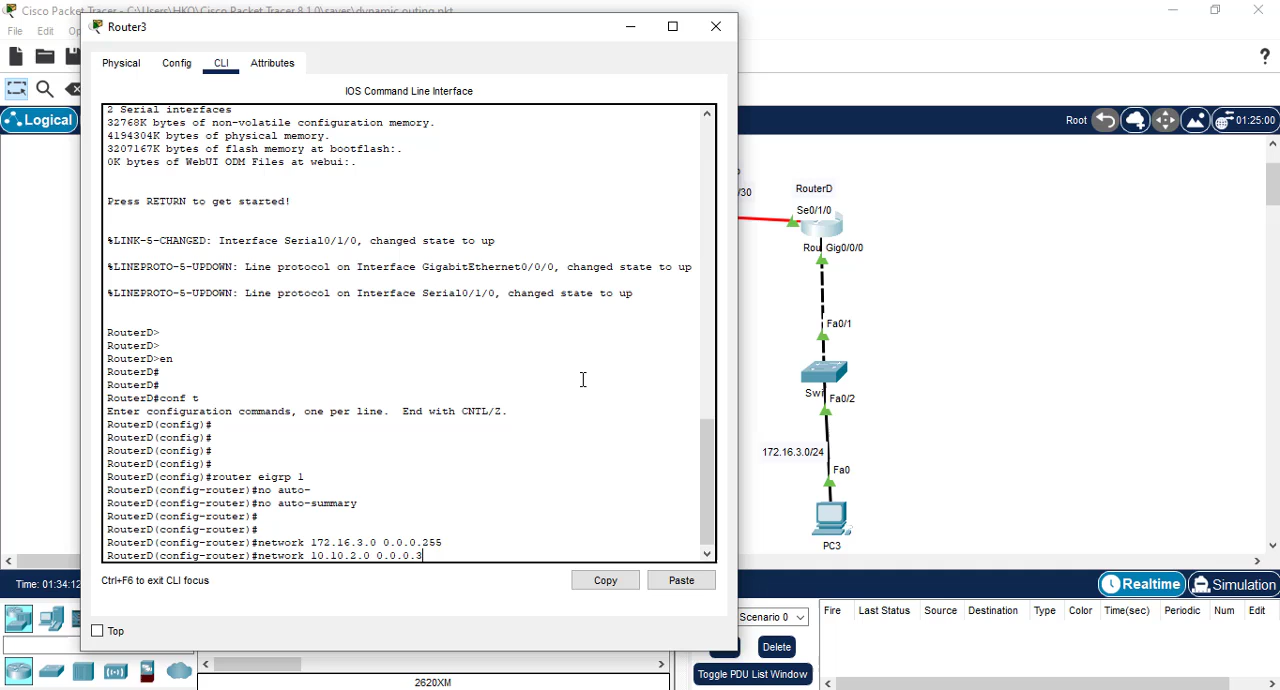 Cisco Packet Tracer - C:\Users\HKO\Cisco Packet Tracer 8.1.0\saves\dynamic outing.pkt
File Edit Op
Router3
Physical Config CLI Attributes
IOS Command Line Interface
2 Serial interfaces
32768K bytes of non-volatile configuration memory.
4194304K bytes of physical memory.
3207167K bytes of flash memory at bootflash:.
0K bytes of WebUI ODM Files at webui:.
Press RETURN to get started!
%LINK-5-CHANGED: Interface Serial0/1/0, changed state to up
%LINEPROTO-5-UPDOWN: Line protocol on Interface GigabitEthernet0/0/0, changed state to up
%LINEPROTO-5-UPDOWN: Line protocol on Interface Serial0/1/0, changed state to up
RouterD>
RouterD>
RouterD>en
RouterD#
RouterD#
RouterD#conf t
Enter configuration commands, one per line.  End with CNTL/Z.
RouterD(config)#
RouterD(config)#
RouterD(config)#
RouterD(config)#
RouterD(config)#router eigrp 1
RouterD(config-router)#no auto-
RouterD(config-router)#no auto-summary
RouterD(config-router)#
RouterD(config-router)#
RouterD(config-router)#network 172.16.3.0 0.0.0.255
RouterD(config-router)#network 10.10.2.0 0.0.0.3
Ctrl+F6 to exit CLI focus
Copy
Paste
Top
?
Logical
Root
01:25:00
/30
RouterD
Se0/1/0
Rou Gig0/0/0
Fa0/1
Swi
Fa0/2
172.16.3.0/24
Fa0
PC3
Time: 01:34:12
Realtime
Simulation
Scenario 0
Delete
Toggle PDU List Window
Fire Last Status Source Destination Type Color Time(sec) Periodic Num Edit
2620XM